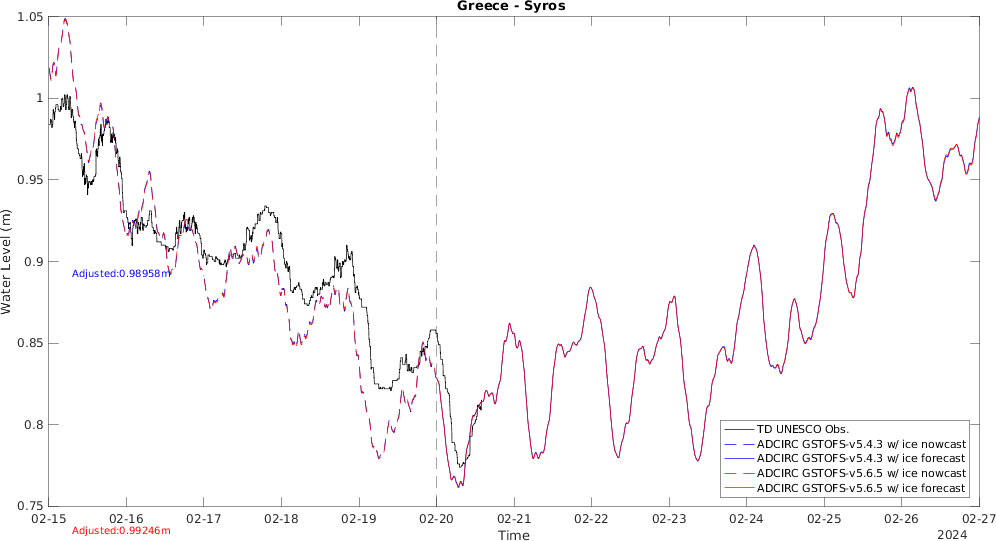 Greece - Syros
1.05
1
0.95
0.9
0.85
0.8
0.75
Water Level (m)
Adjusted:0.98958m
Adjusted:0.99246m
TD UNESCO Obs.
ADCIRC GSTOFS-v5.4.3 w/ ice nowcast
ADCIRC GSTOFS-v5.4.3 w/ ice forecast
ADCIRC GSTOFS-v5.6.5 w/ ice nowcast
ADCIRC GSTOFS-v5.6.5 w/ ice forecast
02-15 02-16 02-17 02-18 02-19 02-20 02-21 02-22 02-23 02-24 02-25 02-26 02-27
Time
2024